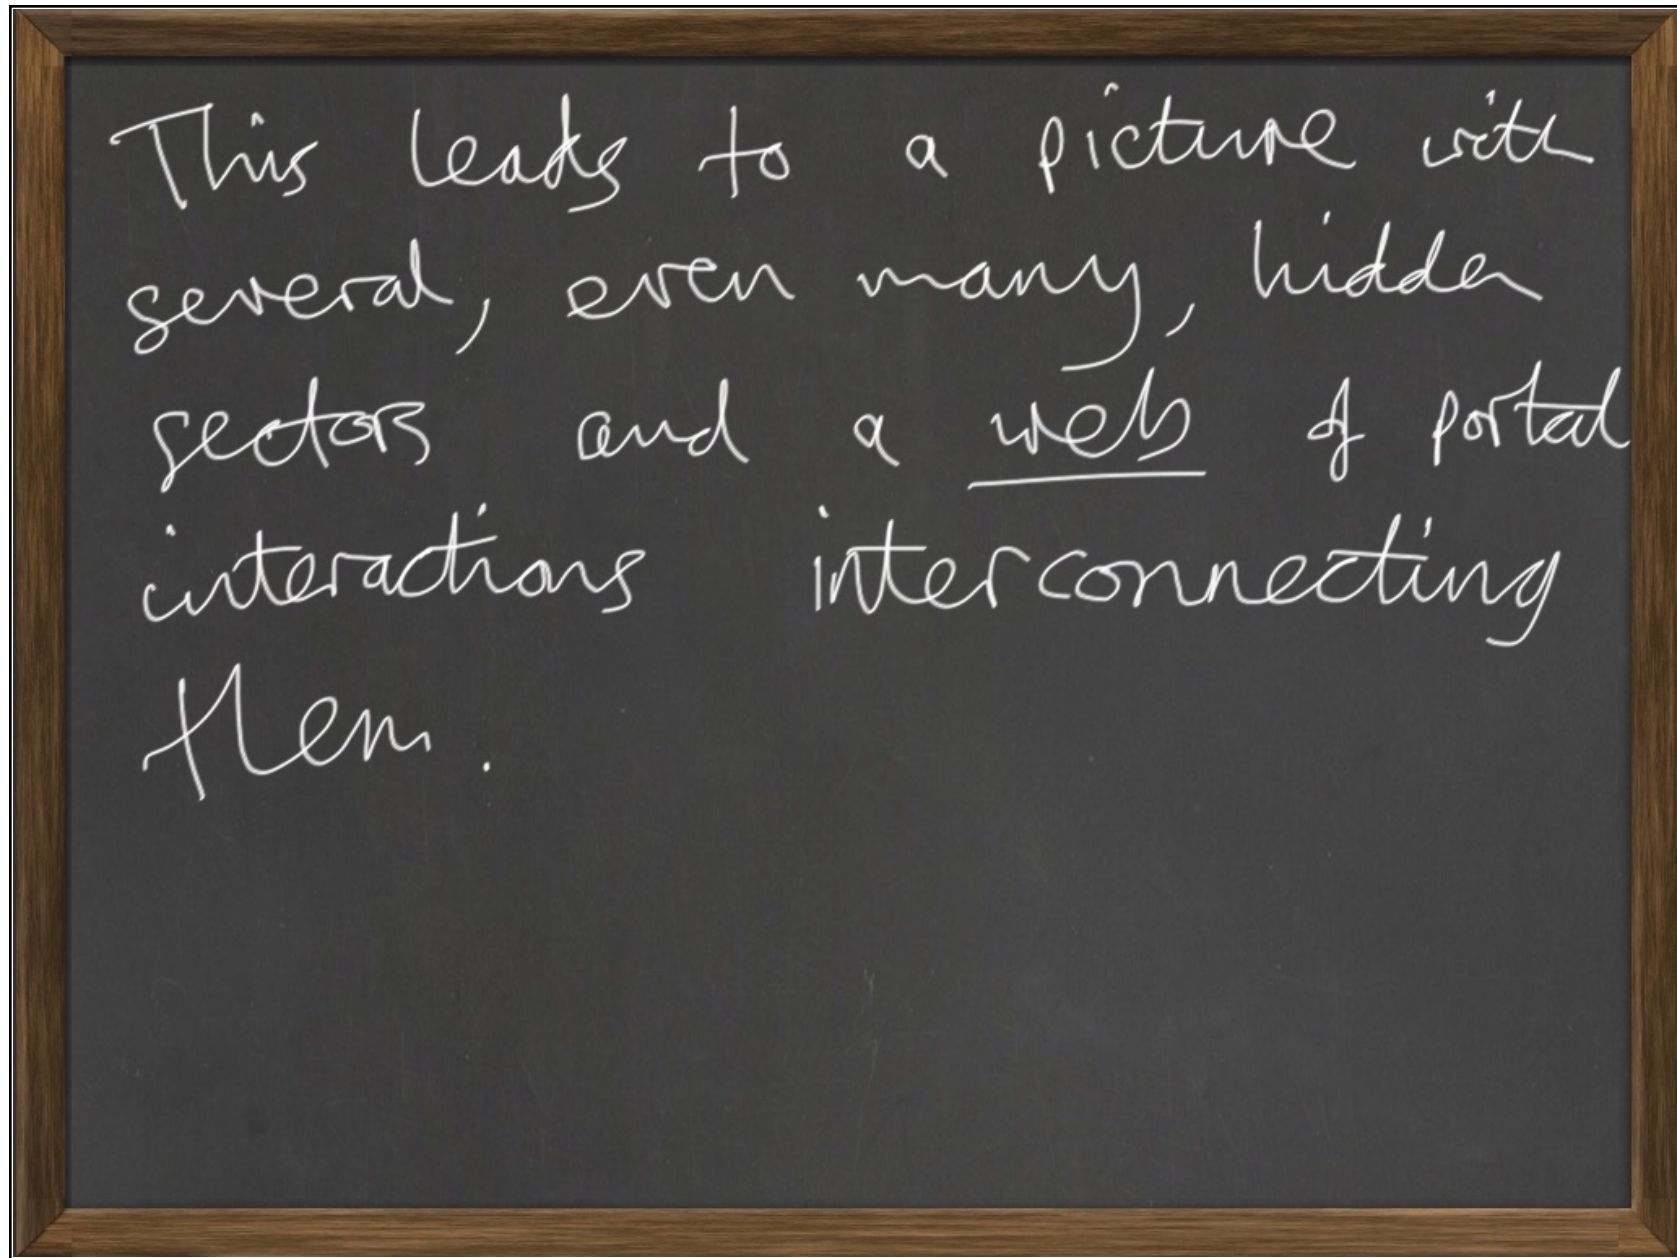 This leads to a picture with
several, even many, hidden
sectors and a web of portal
interactions interconnecting
them.